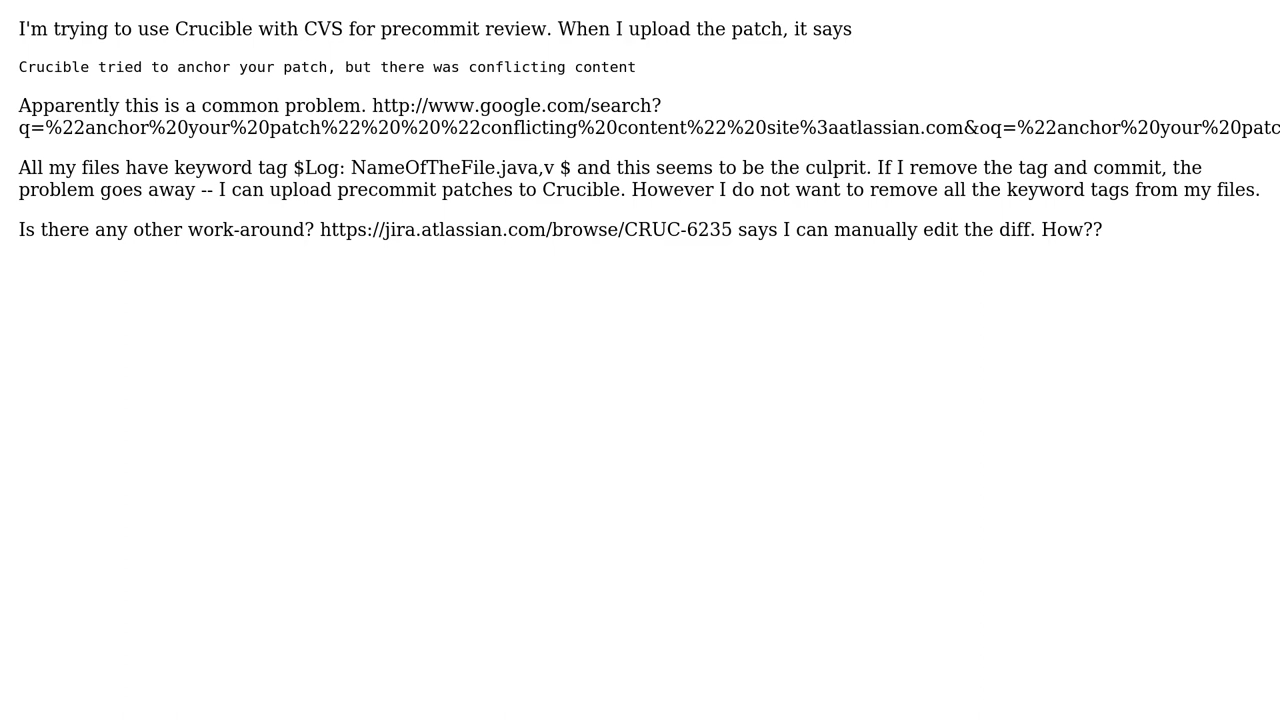 I'm trying to use Crucible with CVS for precommit review. When I upload the patch, it says
Crucible tried to anchor your patch, but there was conflicting content
Apparently this is a common problem. http://www.google.com/search?
q=%22anchor%20your%20patch%22%20%20%22conflicting%20content%22%20site%3aatlassian.com&oq=%22anchor%20your%20patc
All my files have keyword tag $Log: NameOfTheFile.java,v $ and this seems to be the culprit. If I remove the tag and commit, the
problem goes away -- I can upload precommit patches to Crucible. However I do not want to remove all the keyword tags from my files.
Is there any other work-around? https://jira.atlassian.com/browse/CRUC-6235 says I can manually edit the diff. How??